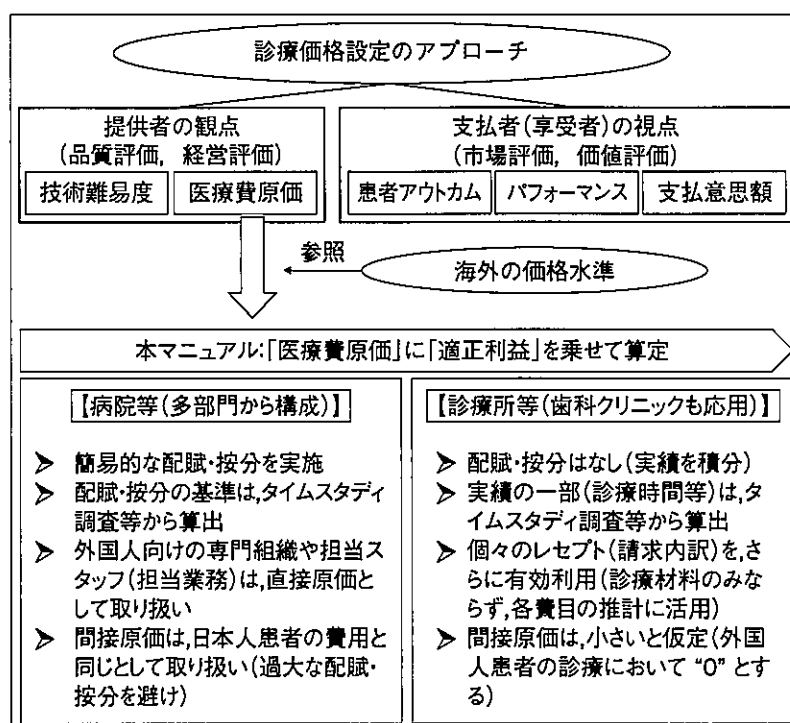 診療価格設定のアプローチ
提供者の観点
(品質評価, 経営評価)
技術難易度
医療費原価
支払者(享受者)の視点
(市場評価, 価値評価)
患者アウトカム
パフォーマンス
支払意思額
参照
海外の価格水準
本マニュアル:「医療費原価」に「適正利益」を乗せて算定
【病院等(多部門から構成)】
➤ 簡易的な配賦・按分を実施
➤ 配賦・按分の基準は,タイムスタディ
調査等から算出
➤ 外国人向けの専門組織や担当ス
タッフ(担当業務)は,直接原価と
して取り扱い
➤ 間接原価は,日本人患者の費用と
同じとして取り扱い(過大な配賦・
按分を避け)
【診療所等(歯科クリニックも応用)】
➤ 配賦・按分はなし(実績を積分)
➤ 実績の一部(診療時間等)は,タ
イムスタディ調査等から算出
➤ 個々のレセプト(請求内訳)を,さ
らに有効利用(診療材料のみな
らず,各費目の推計に活用)
➤ 間接原価は,小さいと仮定(外国
人患者の診療において "0" とす
る)